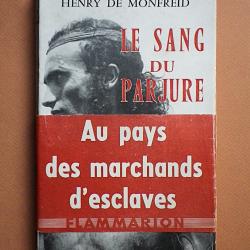 HENRY DE MONFREID
LE SANG
DU
PARJURE
Au pays
des marchands
d'esclaves
FLAMMARION